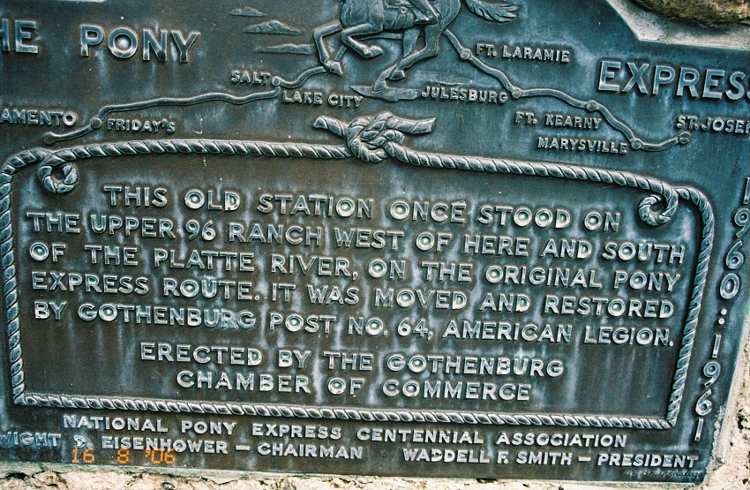 THE PONY EXPRESS
FT. LARAMIE
SALT
LAKE CITY
JULESBURG
AMENTO
FRIDAY'S
FT. KEARNY
MARYSVILLE
ST. JOSE
1960:1961
THIS OLD STATION ONCE STOOD ON
THE UPPER 96 RANCH WEST OF HERE AND SOUTH
OF THE PLATTE RIVER, ON THE ORIGINAL PONY
EXPRESS ROUTE. IT WAS MOVED AND RESTORED
BY GOTHENBURG POST NO. 64, AMERICAN LEGION.
ERECTED BY THE GOTHENBURG
CHAMBER OF COMMERCE
NATIONAL PONY EXPRESS CENTENNIAL ASSOCIATION
WIGHT D. EISENHOWER – CHAIRMAN WADDELL F. SMITH – PRESIDENT
16 8 '06